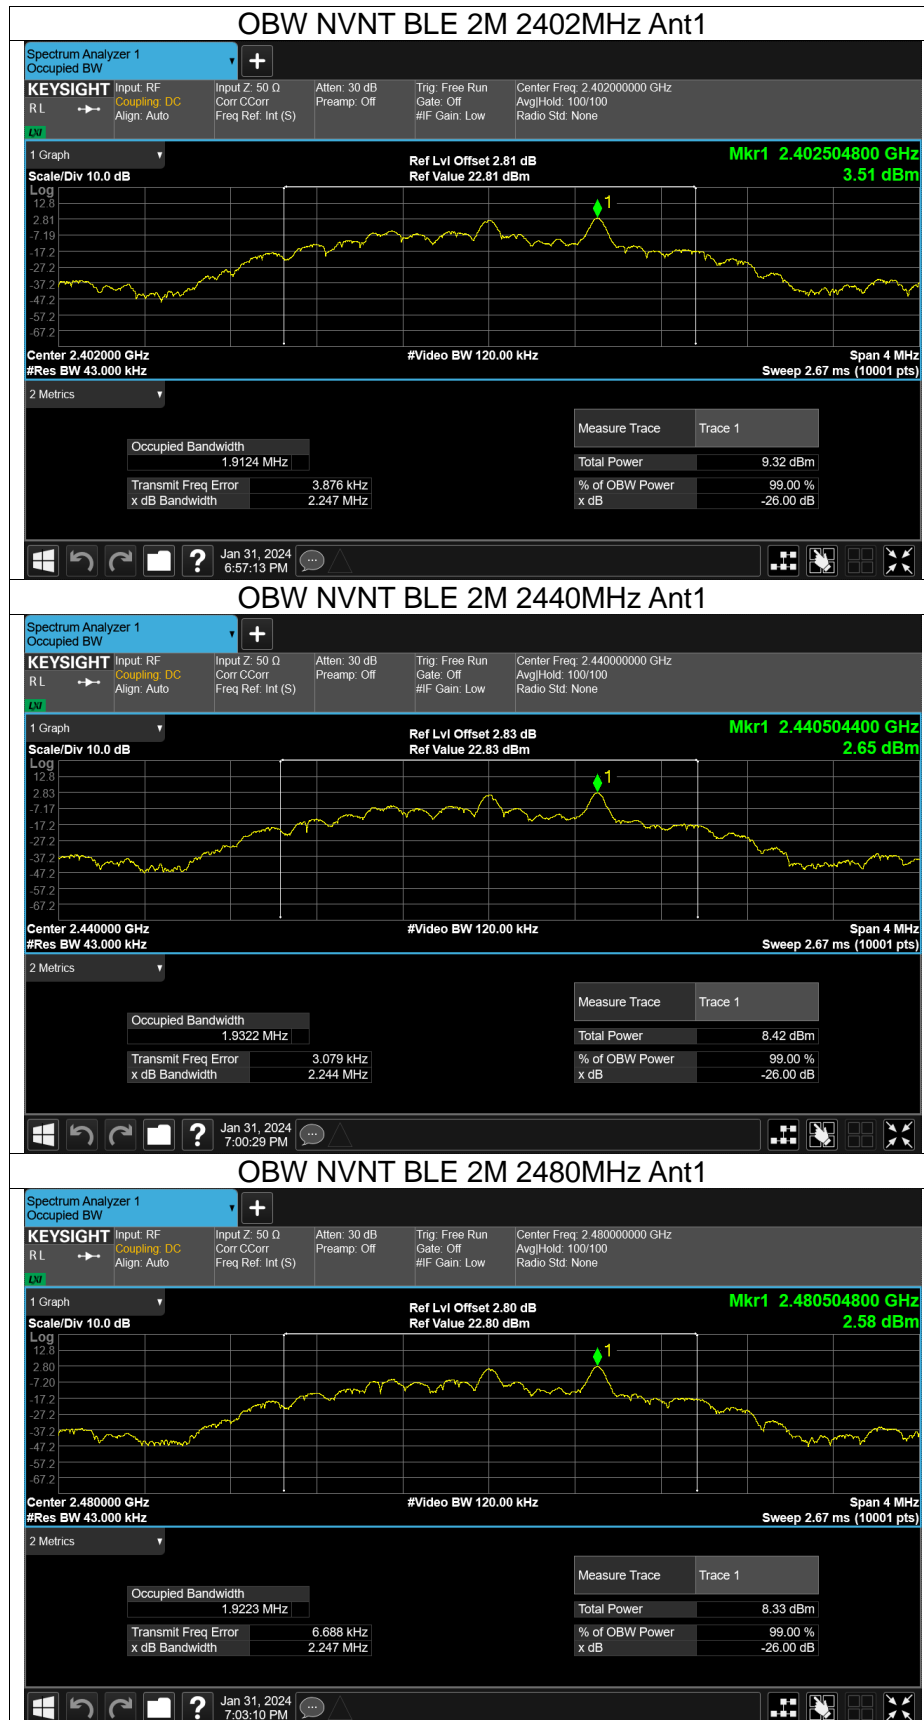 OBW NVNT BLE 2M 2402MHz Ant1
Spectrum Analyzer 1
Occupied BW
+
KEYSIGHT Input: RF Input Z: 50 Ω Atten: 30 dB Trig: Free Run Center Freq: 2.402000000 GHz
R L Coupling: DC Corr CCorr Preamp: Off Gate: Off Avg|Hold: 100/100
Align: Auto Freq Ref: Int (S) #IF Gain: Low Radio Std: None
LXI
1 Graph Ref Lvl Offset 2.81 dB Mkr1 2.402504800 GHz
Scale/Div 10.0 dB Ref Value 22.81 dBm 3.51 dBm
Log
1
12.8
2.81
-7.19
-17.2
-27.2
-37.2
-47.2
-57.2
-67.2
Center 2.402000 GHz #Video BW 120.00 kHz Span 4 MHz
#Res BW 43.000 kHz Sweep 2.67 ms (10001 pts)
2 Metrics
Measure Trace Trace 1
Occupied Bandwidth
1.9124 MHz Total Power 9.32 dBm
Transmit Freq Error 3.876 kHz % of OBW Power 99.00 %
x dB Bandwidth 2.247 MHz x dB -26.00 dB
? Jan 31, 2024
6:57:13 PM
OBW NVNT BLE 2M 2440MHz Ant1
Spectrum Analyzer 1
Occupied BW
+
KEYSIGHT Input: RF Input Z: 50 Ω Atten: 30 dB Trig: Free Run Center Freq: 2.440000000 GHz
R L Coupling: DC Corr CCorr Preamp: Off Gate: Off Avg|Hold: 100/100
Align: Auto Freq Ref: Int (S) #IF Gain: Low Radio Std: None
LXI
1 Graph Ref Lvl Offset 2.83 dB Mkr1 2.440504400 GHz
Scale/Div 10.0 dB Ref Value 22.83 dBm 2.65 dBm
Log
1
12.8
2.83
-7.17
-17.2
-27.2
-37.2
-47.2
-57.2
-67.2
Center 2.440000 GHz #Video BW 120.00 kHz Span 4 MHz
#Res BW 43.000 kHz Sweep 2.67 ms (10001 pts)
2 Metrics
Measure Trace Trace 1
Occupied Bandwidth
1.9322 MHz Total Power 8.42 dBm
Transmit Freq Error 3.079 kHz % of OBW Power 99.00 %
x dB Bandwidth 2.244 MHz x dB -26.00 dB
? Jan 31, 2024
7:00:29 PM
OBW NVNT BLE 2M 2480MHz Ant1
Spectrum Analyzer 1
Occupied BW
+
KEYSIGHT Input: RF Input Z: 50 Ω Atten: 30 dB Trig: Free Run Center Freq: 2.480000000 GHz
R L Coupling: DC Corr CCorr Preamp: Off Gate: Off Avg|Hold: 100/100
Align: Auto Freq Ref: Int (S) #IF Gain: Low Radio Std: None
LXI
1 Graph Ref Lvl Offset 2.80 dB Mkr1 2.480504800 GHz
Scale/Div 10.0 dB Ref Value 22.80 dBm 2.58 dBm
Log
1
12.8
2.80
-7.20
-17.2
-27.2
-37.2
-47.2
-57.2
-67.2
Center 2.480000 GHz #Video BW 120.00 kHz Span 4 MHz
#Res BW 43.000 kHz Sweep 2.67 ms (10001 pts)
2 Metrics
Measure Trace Trace 1
Occupied Bandwidth
1.9223 MHz Total Power 8.33 dBm
Transmit Freq Error 6.688 kHz % of OBW Power 99.00 %
x dB Bandwidth 2.247 MHz x dB -26.00 dB
? Jan 31, 2024
7:03:10 PM